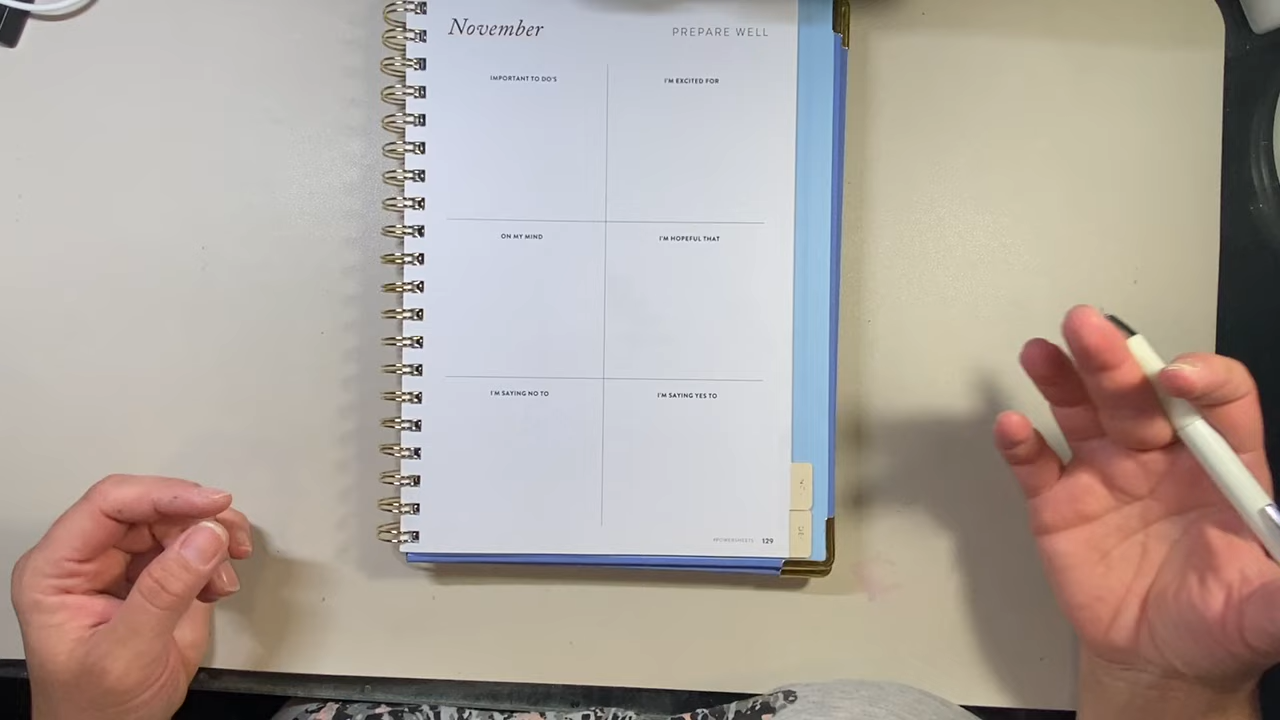 November
PREPARE WELL
IMPORTANT TO DO'S
I'M EXCITED FOR
ON MY MIND
I'M HOPEFUL THAT
I'M SAYING NO TO
I'M SAYING YES TO
#POWERSHEETS 129